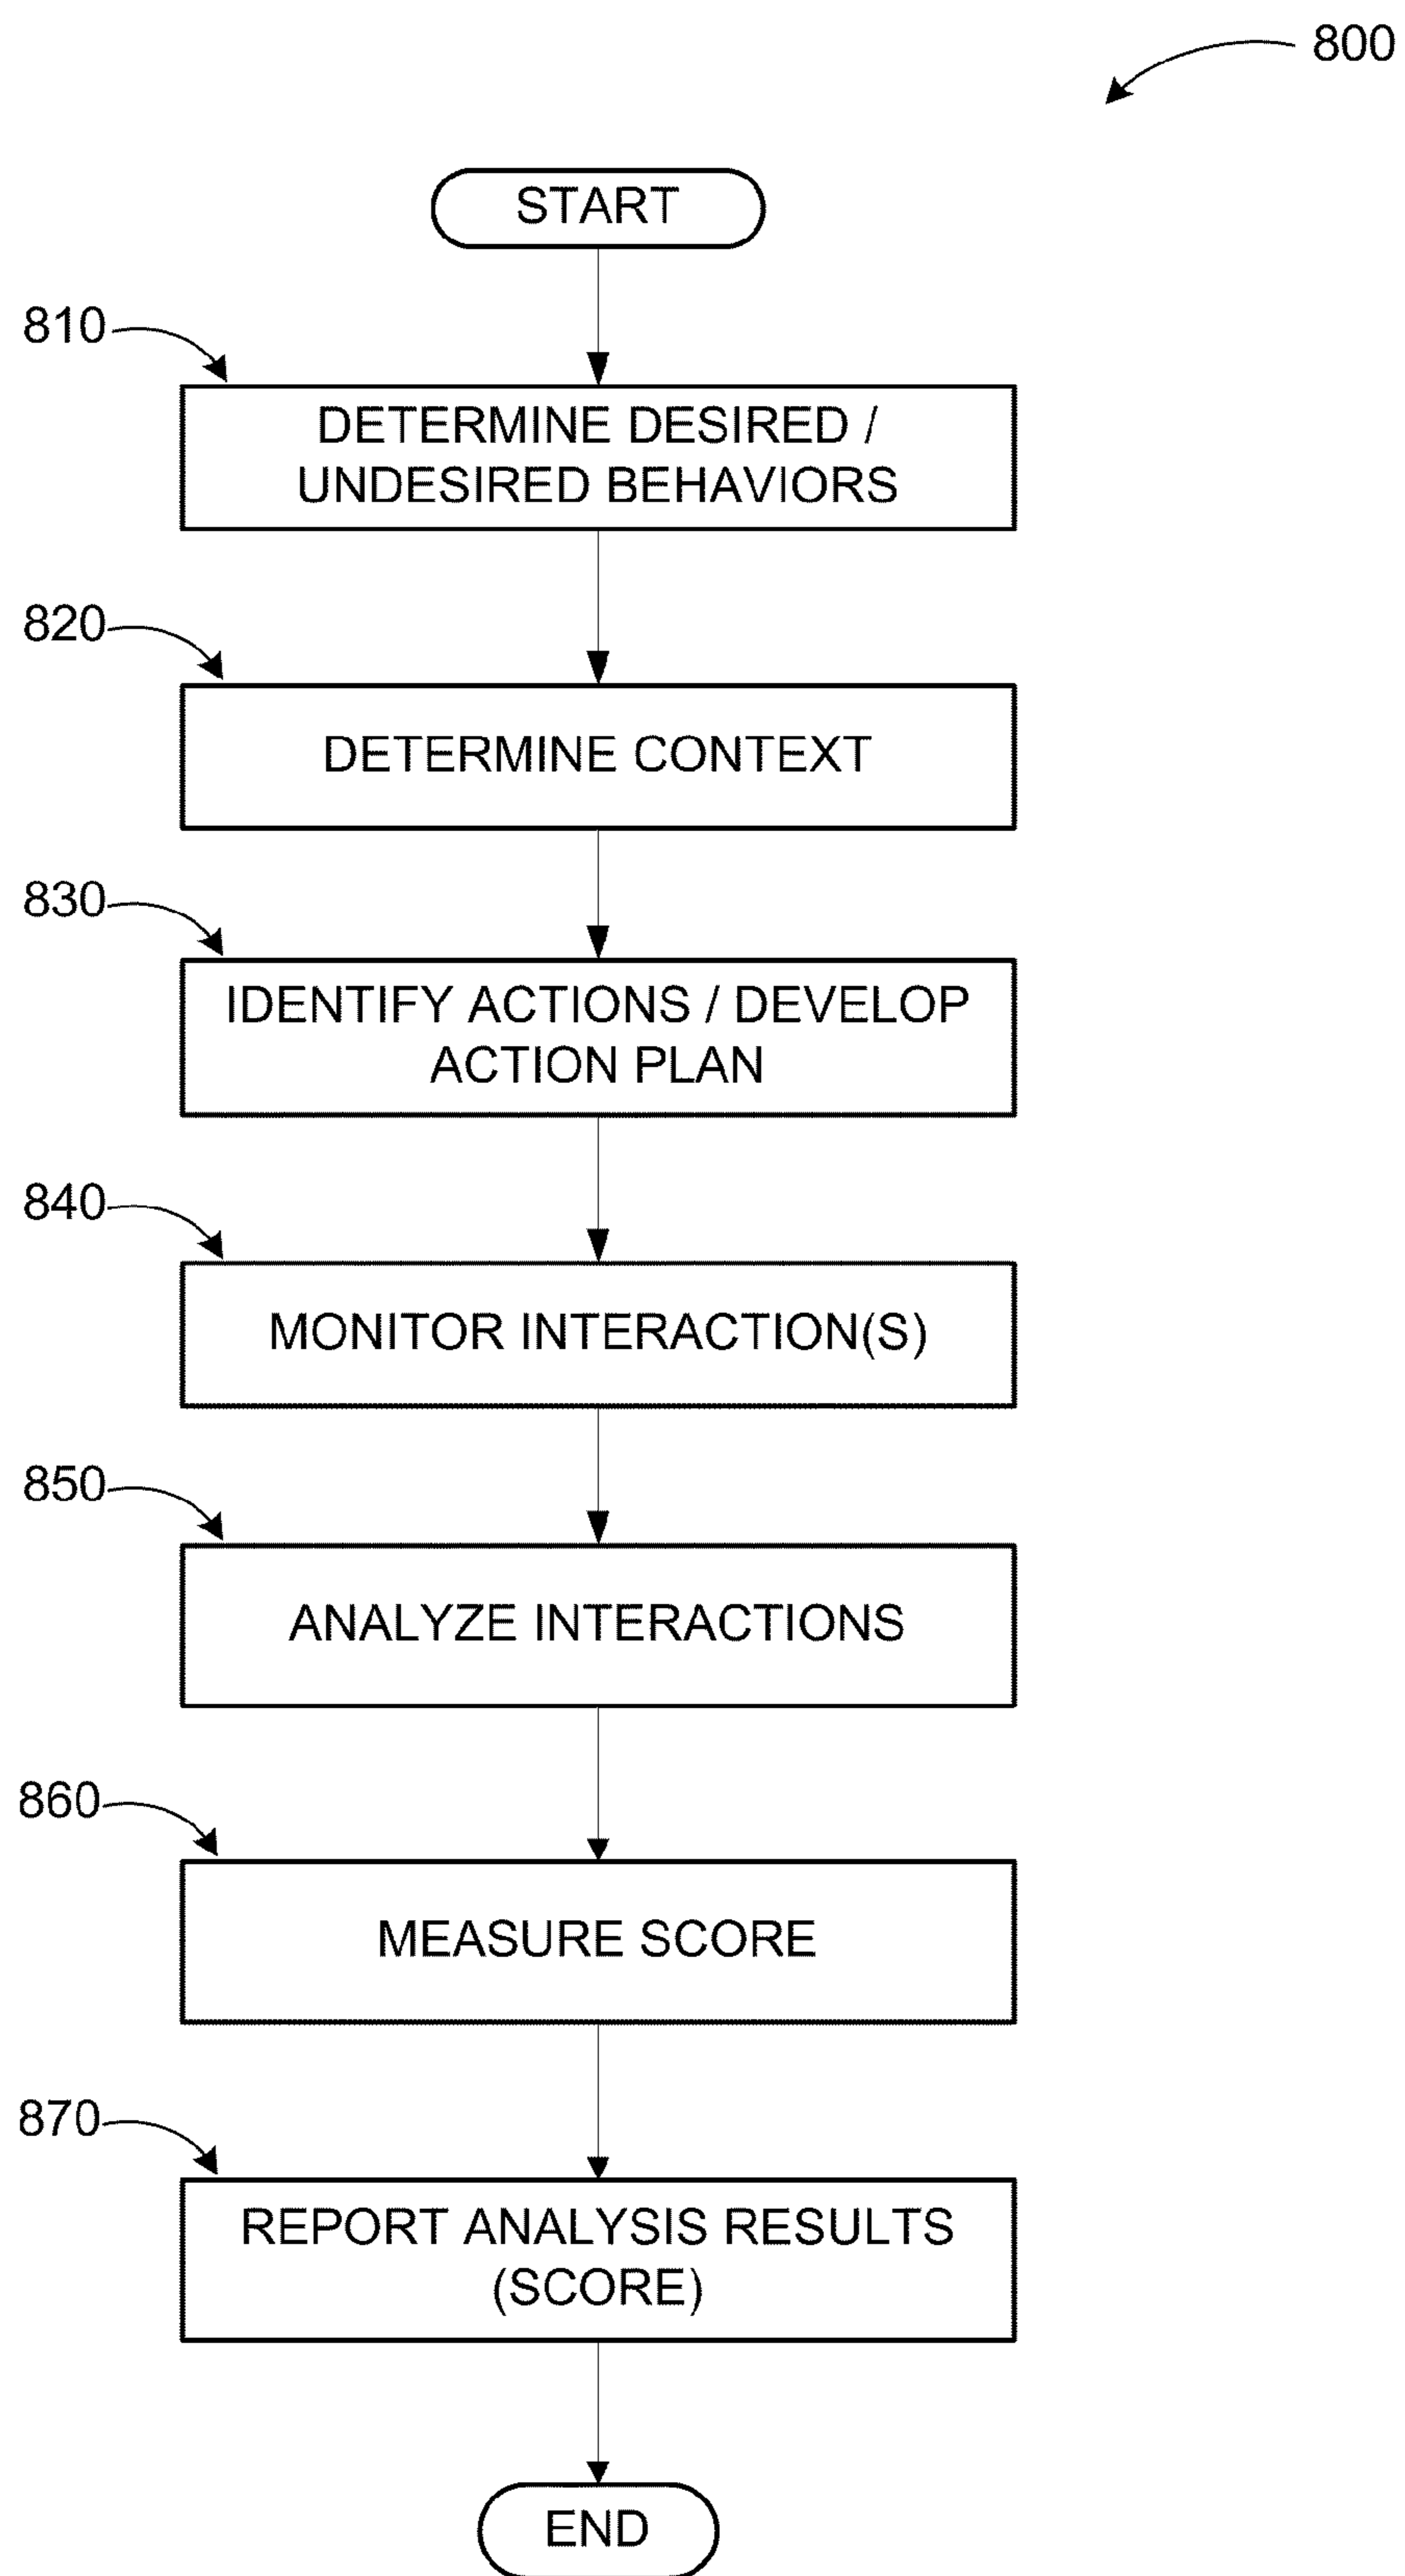 800
START
810
DETERMINE DESIRED /
UNDESIRED BEHAVIORS
820
DETERMINE CONTEXT
830
IDENTIFY ACTIONS / DEVELOP
ACTION PLAN
840
MONITOR INTERACTION(S)
850
ANALYZE INTERACTIONS
860
MEASURE SCORE
870
REPORT ANALYSIS RESULTS
(SCORE)
END